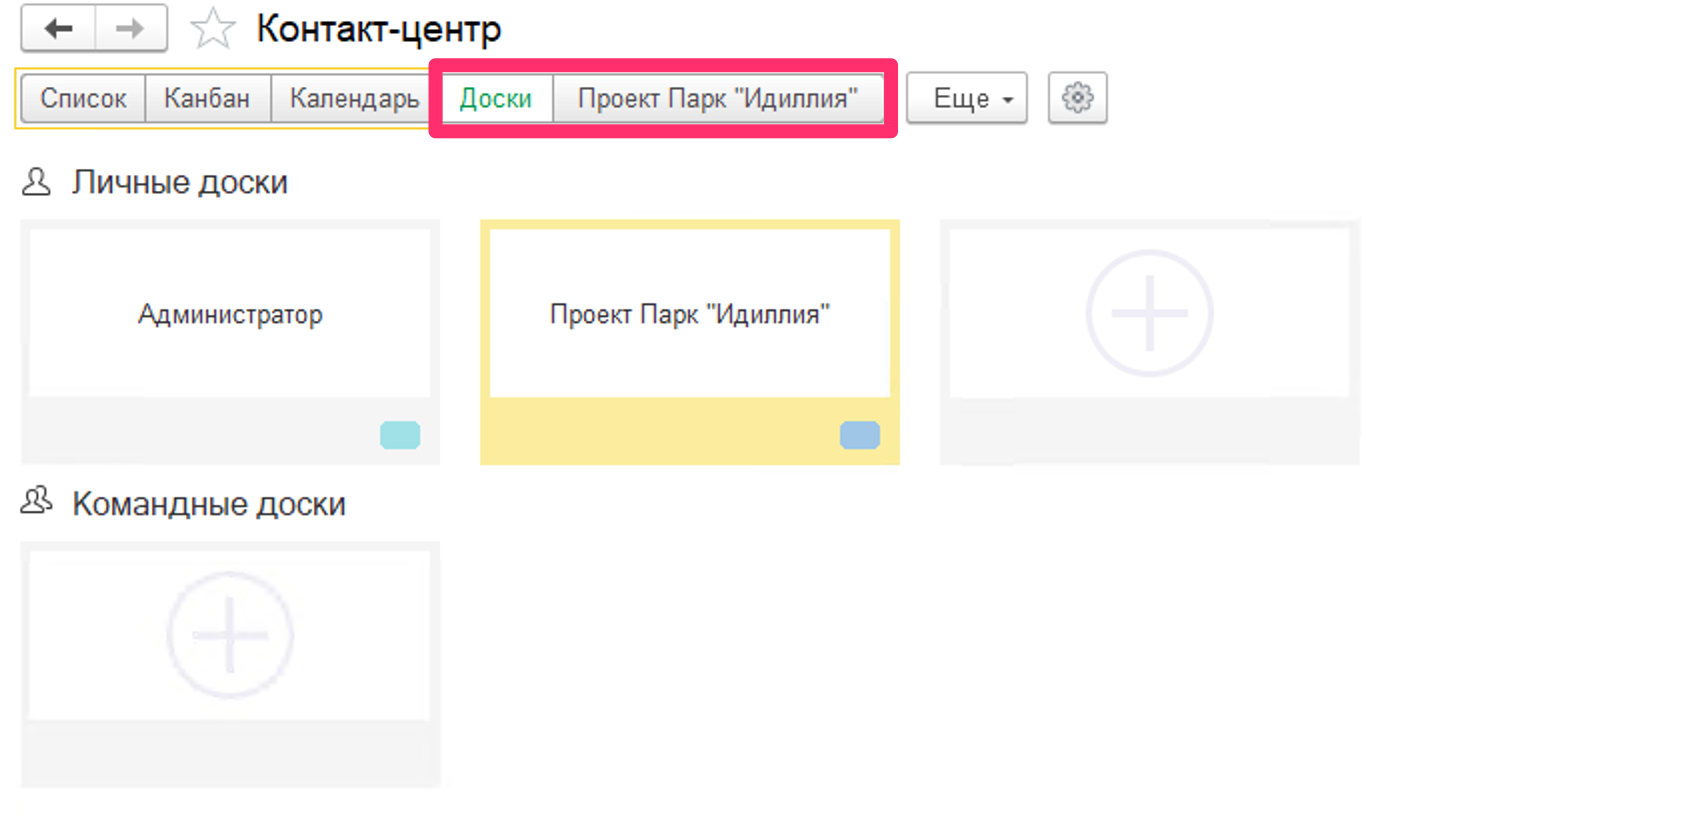 Контакт-центр
Список Канбан Календарь Доски Проект Парк "Идиллия" Еще
Личные доски
Администратор Проект Парк "Идиллия"
Командные доски